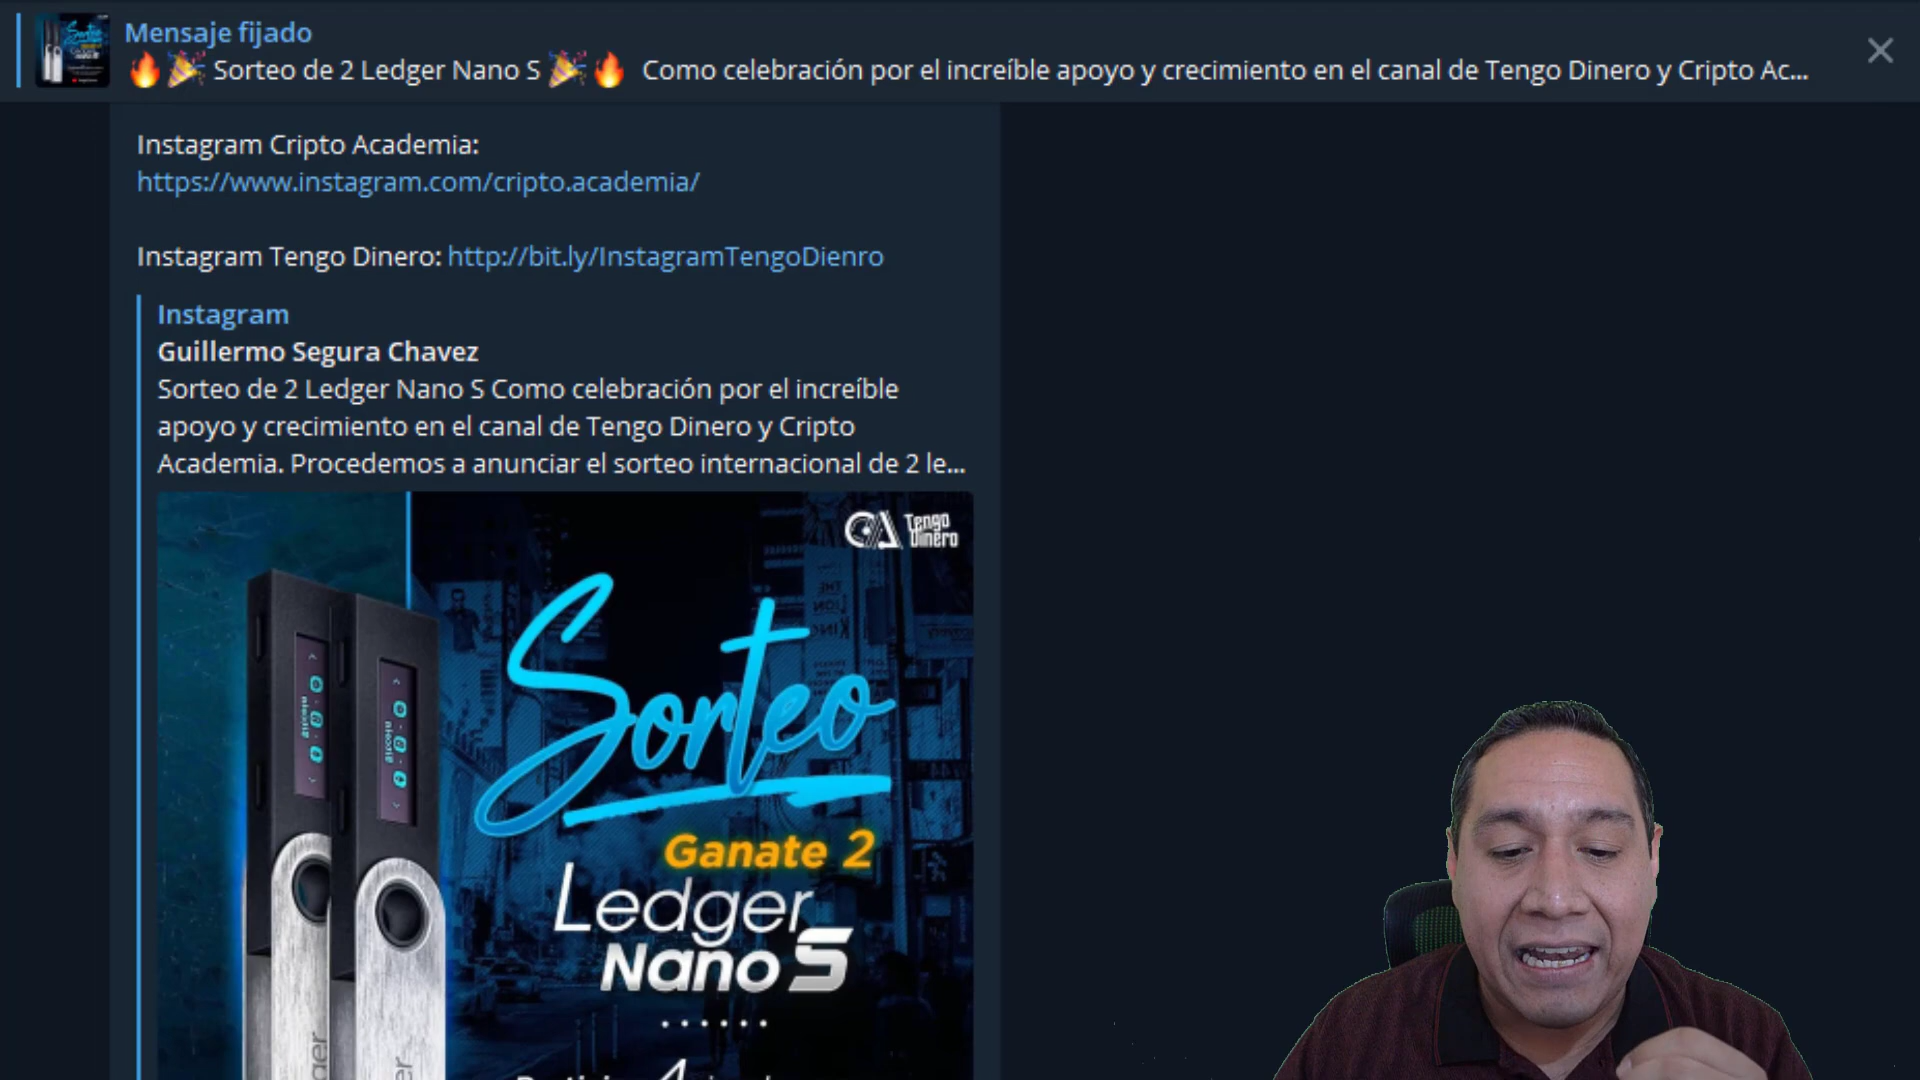 Mensaje fijado
🔥🎉 Sorteo de 2 Ledger Nano S 🎉🔥 Como celebración por el increíble apoyo y crecimiento en el canal de Tengo Dinero y Cripto Ac...
Instagram Cripto Academia:
https://www.instagram.com/cripto.academia/
Instagram Tengo Dinero: http://bit.ly/InstagramTengoDienro
Instagram
Guillermo Segura Chavez
Sorteo de 2 Ledger Nano S Como celebración por el increíble
apoyo y crecimiento en el canal de Tengo Dinero y Cripto
Academia. Procedemos a anunciar el sorteo internacional de 2 le...
CA Tengo
Dinero
Sorteo
Ganate 2
Ledger
Nano S